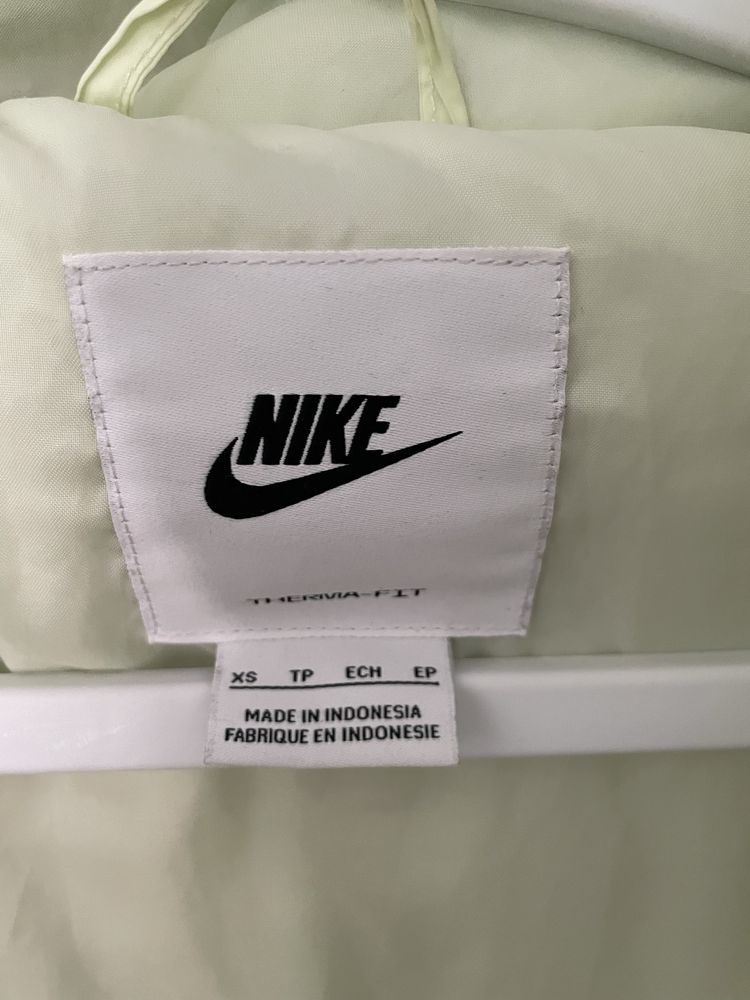 NIKE
THERMA-FIT
XS TP ECH EP
MADE IN INDONESIA
FABRIQUE EN INDONESIE